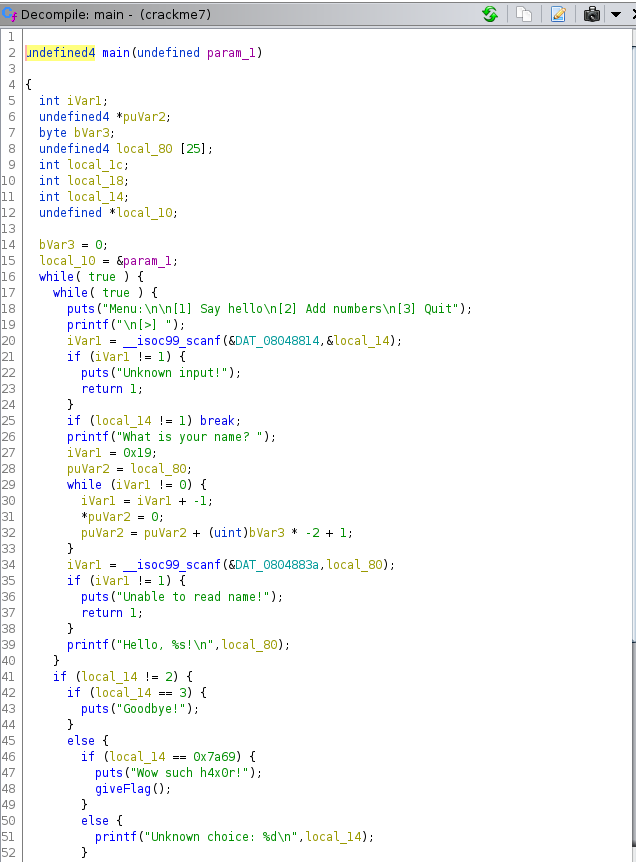 Decompile: main - (crackme7)
1
2 undefined4 main(undefined param_1)
3
4 {
5   int iVar1;
6   undefined4 *puVar2;
7   byte bVar3;
8   undefined4 local_80 [25];
9   int local_1c;
10   int local_18;
11   int local_14;
12   undefined *local_10;
13
14   bVar3 = 0;
15   local_10 = &param_1;
16   while( true ) {
17     while( true ) {
18       puts("Menu:\n\n[1] Say hello\n[2] Add numbers\n[3] Quit");
19       printf("\n[>] ");
20       iVar1 = __isoc99_scanf(&DAT_08048814,&local_14);
21       if (iVar1 != 1) {
22         puts("Unknown input!");
23         return 1;
24       }
25       if (local_14 != 1) break;
26       printf("What is your name? ");
27       iVar1 = 0x19;
28       puVar2 = local_80;
29       while (iVar1 != 0) {
30         iVar1 = iVar1 + -1;
31         *puVar2 = 0;
32         puVar2 = puVar2 + (uint)bVar3 * -2 + 1;
33       }
34       iVar1 = __isoc99_scanf(&DAT_0804883a,local_80);
35       if (iVar1 != 1) {
36         puts("Unable to read name!");
37         return 1;
38       }
39       printf("Hello, %s!\n",local_80);
40     }
41     if (local_14 != 2) {
42       if (local_14 == 3) {
43         puts("Goodbye!");
44       }
45       else {
46         if (local_14 == 0x7a69) {
47           puts("Wow such h4x0r!");
48           giveFlag();
49         }
50         else {
51           printf("Unknown choice: %d\n",local_14);
52         }